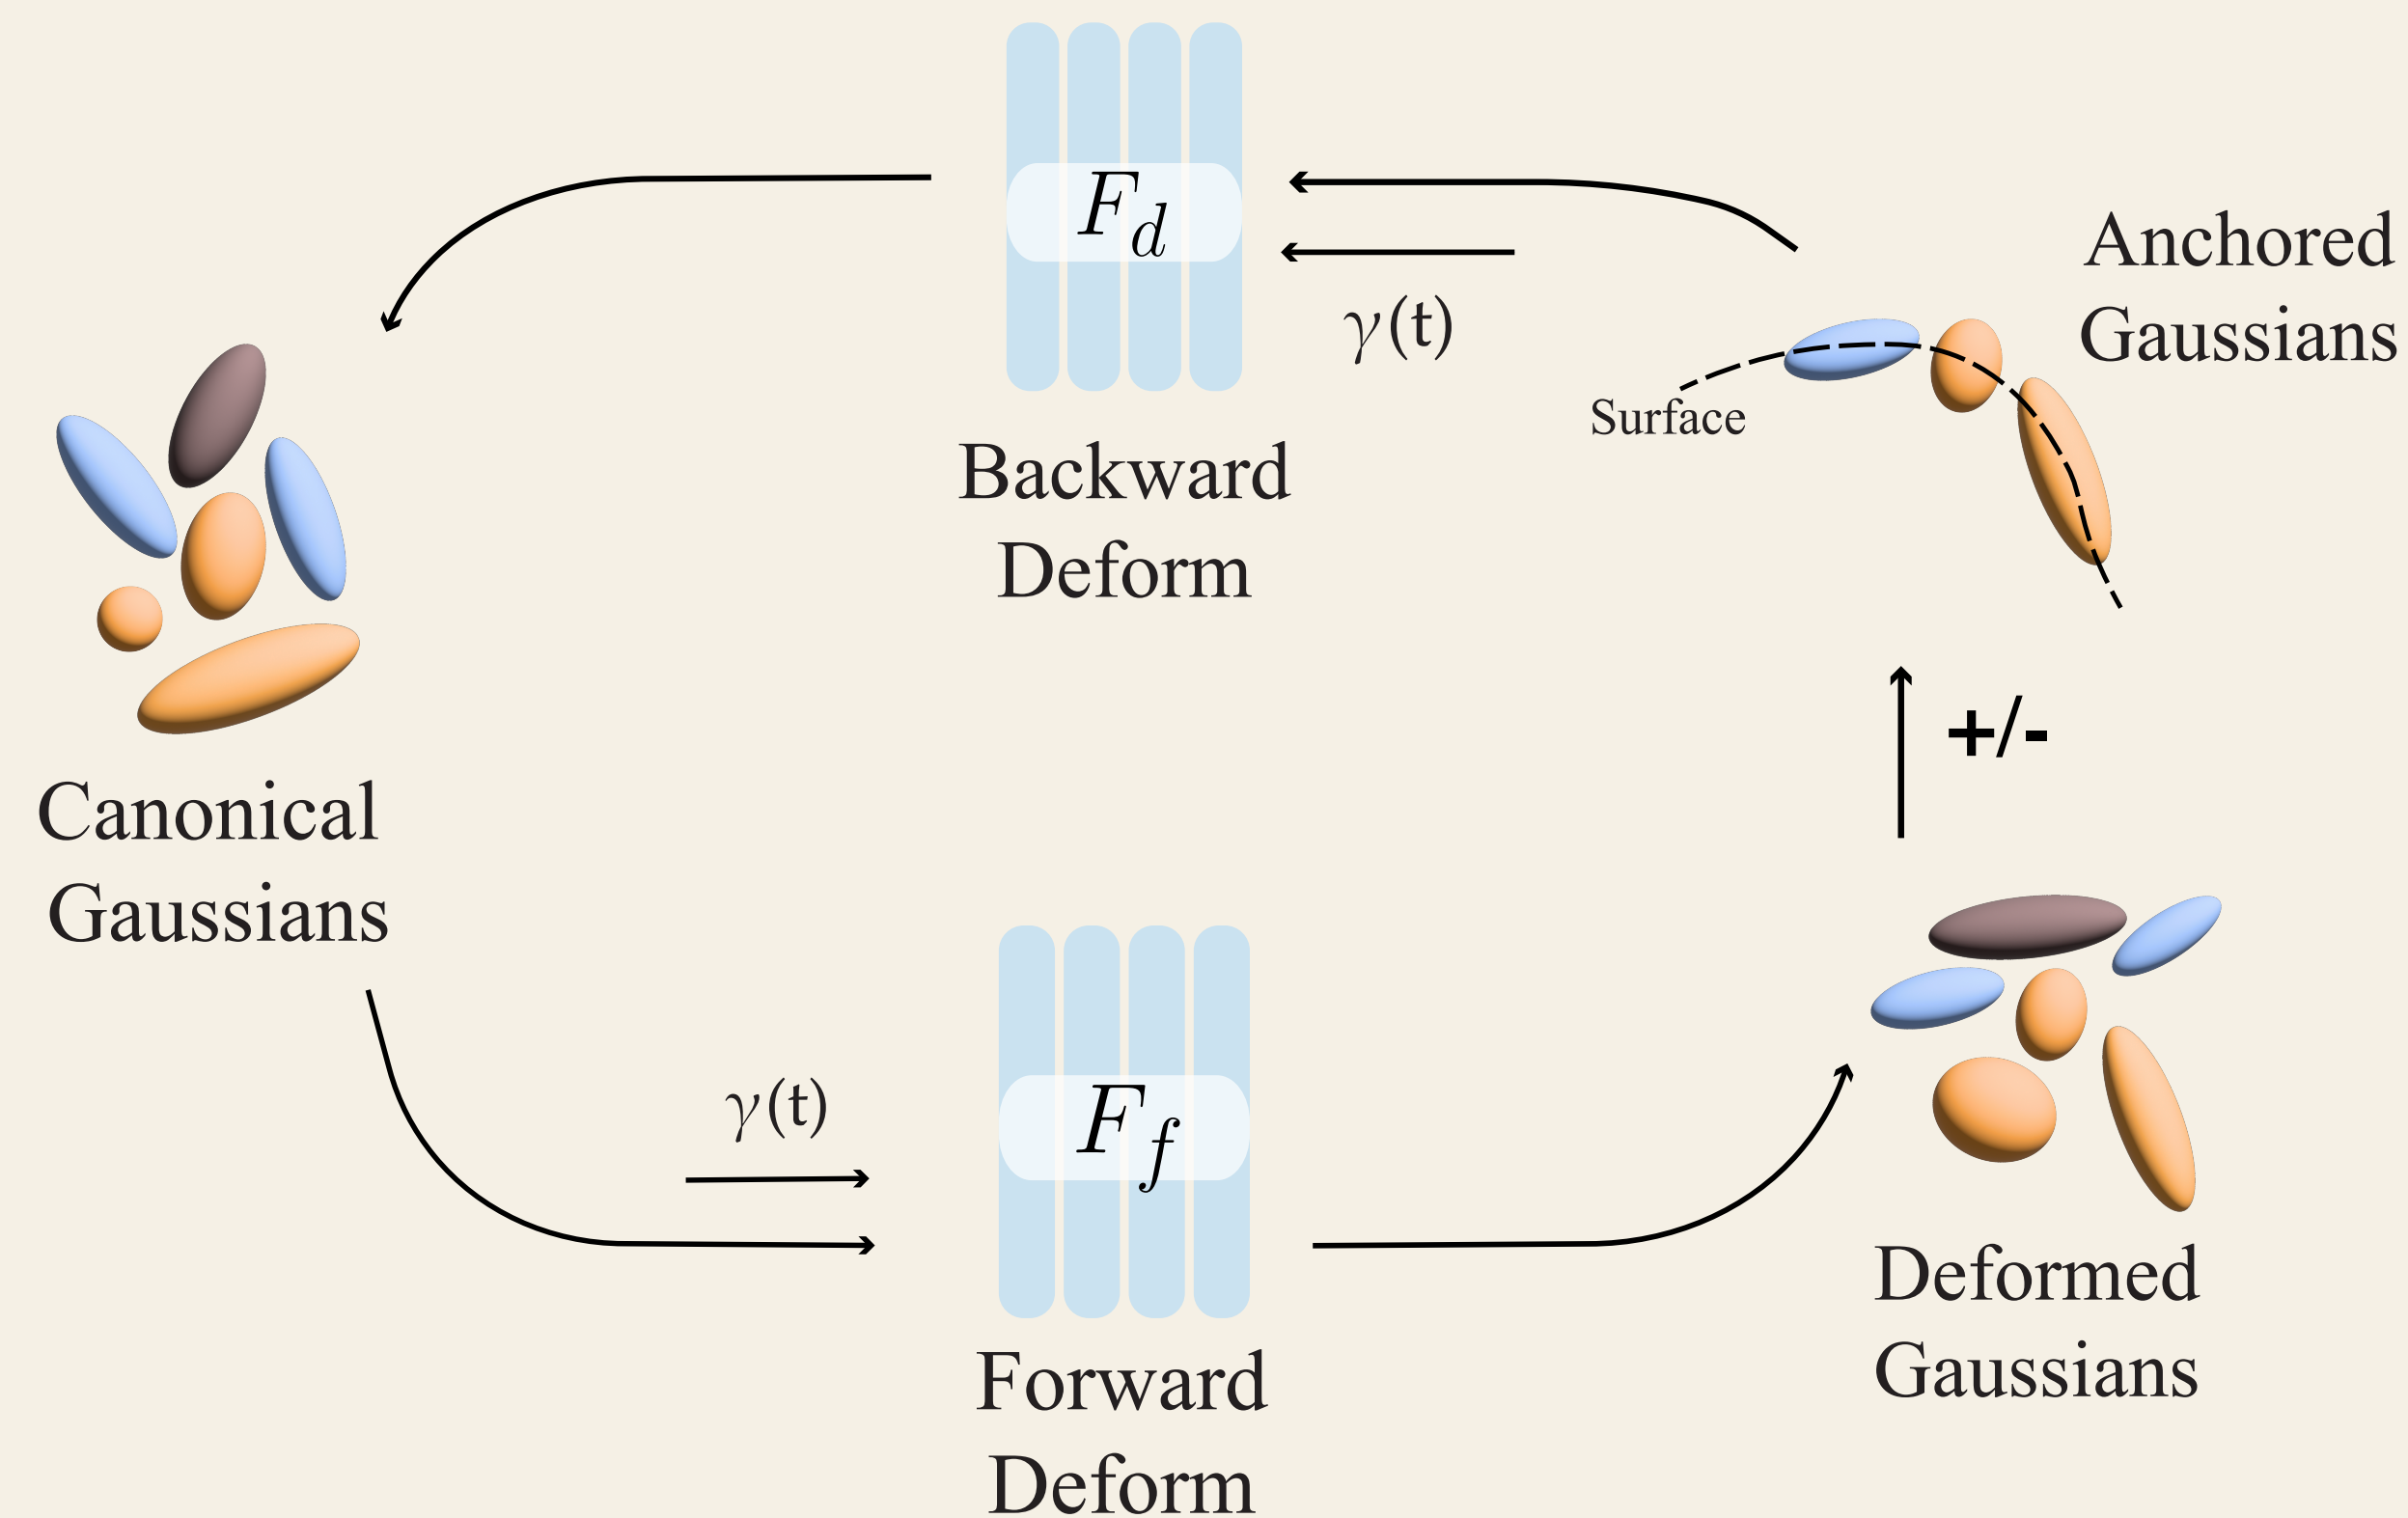 F_d
γ(t)
Backward
Deform
Anchored
Gaussians
Surface
+/-
Canonical
Gaussians
γ(t)
F_f
Forward
Deform
Deformed
Gaussians